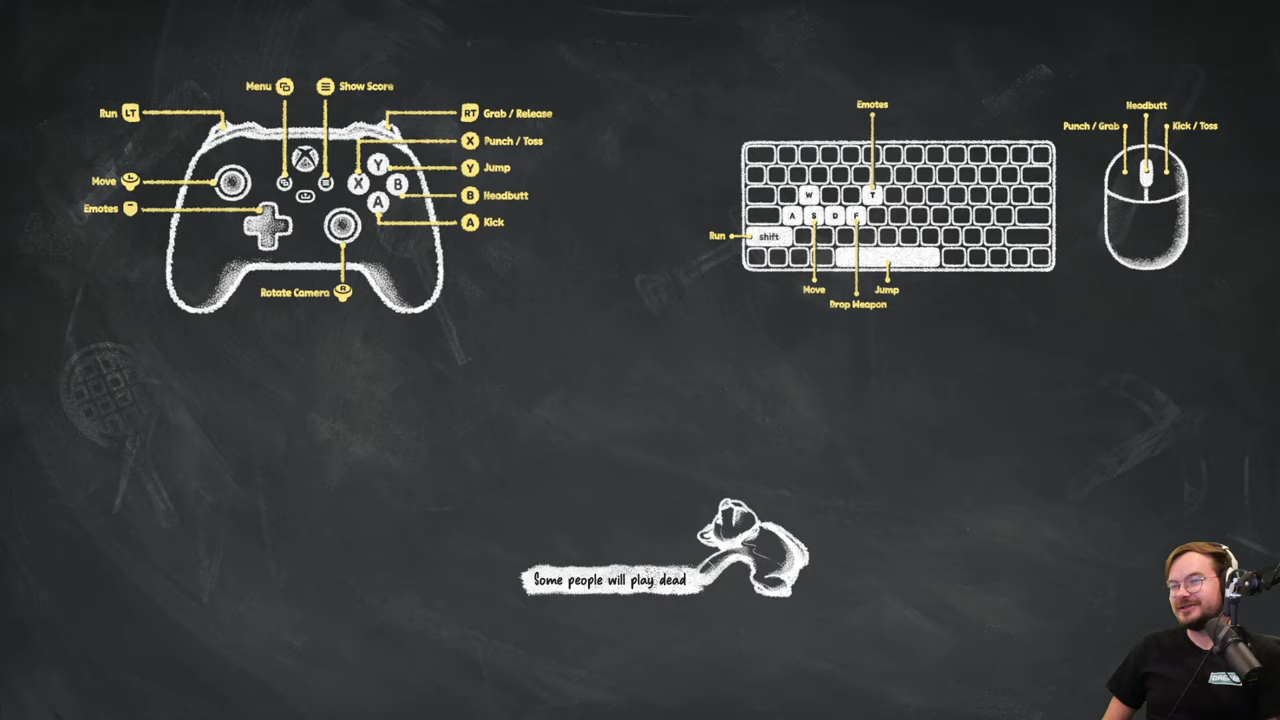 Menu
Show Score
Run LT
RT Grab / Release
X Punch / Toss
Y Jump
B Headbutt
A Kick
Move L
Emotes
Y
X B
A
Rotate Camera R
Emotes
W T
A S D F
shift
Run
Move
Jump
Drop Weapon
Headbutt
Punch / Grab
Kick / Toss
Some people will play dead